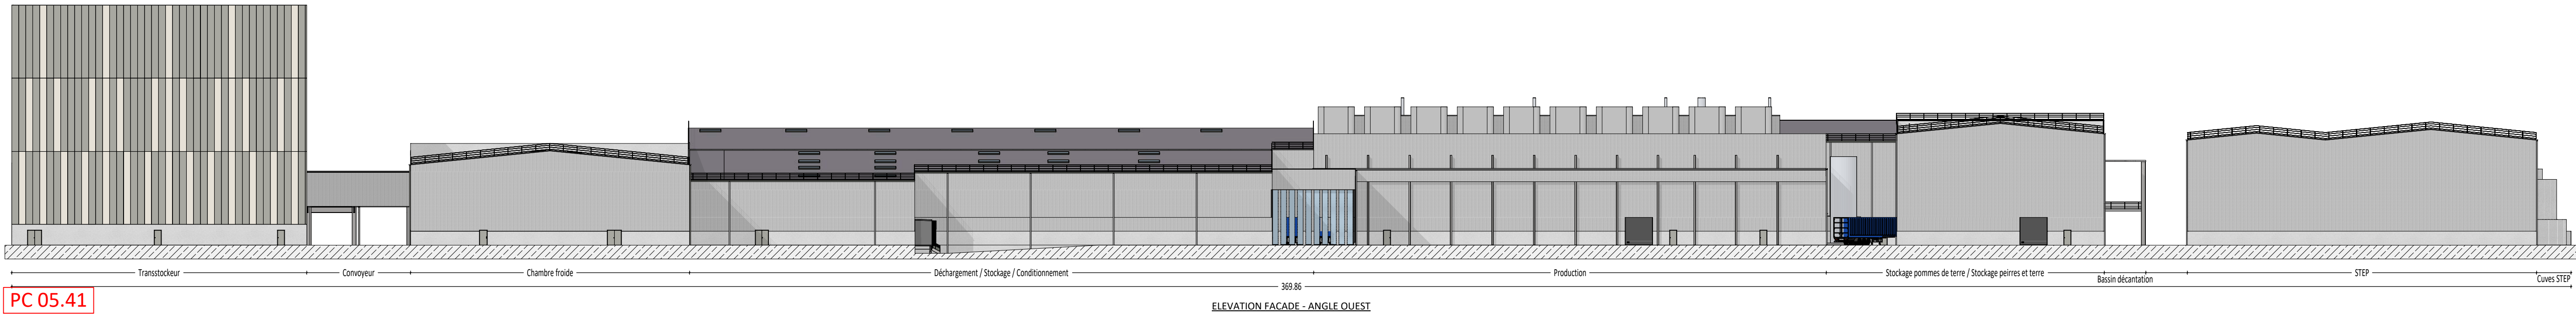 Transstockeur
Convoyeur
Chambre froide
Déchargement / Stockage / Conditionnement
Production
Stockage pommes de terre / Stockage peirres et terre
Bassin décantation
STEP
Cuves STEP
369.86
PC 05.41
ELEVATION FACADE - ANGLE OUEST